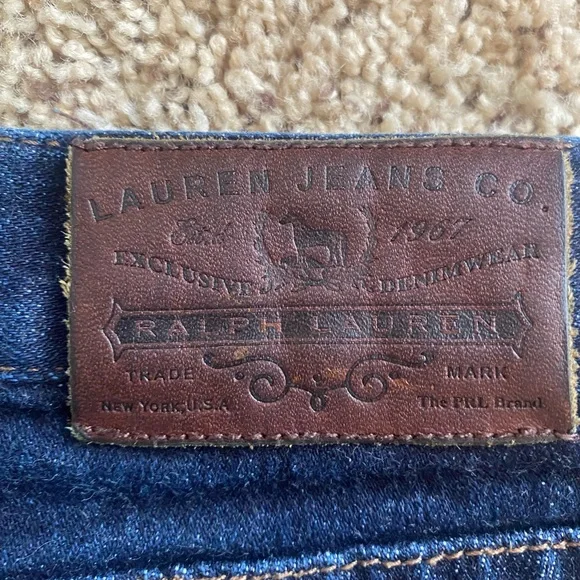 LAUREN JEANS CO.
Estd. 1967
EXCLUSIVE DENIMWEAR
RALPH LAUREN
TRADE MARK
NEW YORK, U.S.A The PRL Brand